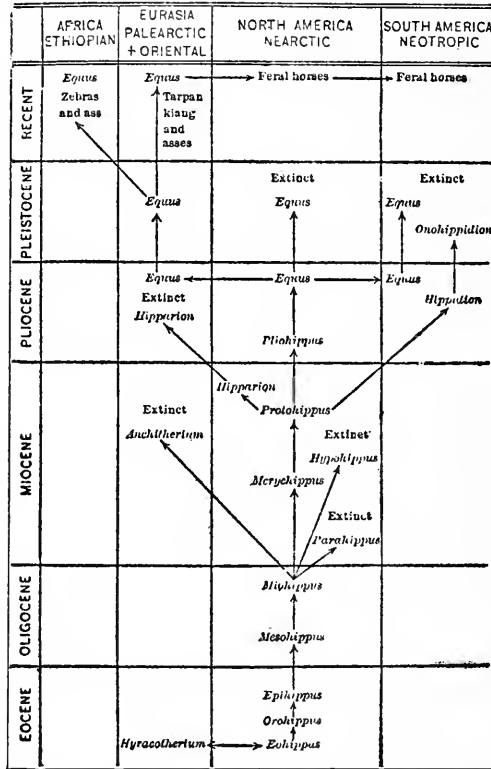 AFRICA
ETHIOPIAN
EURASIA
PALEARCTIC
+ ORIENTAL
NORTH AMERICA
NEARCTIC
SOUTH AMERICA
NEOTROPIC
RECENT
Equus
Zebras
and ass
Equus
Tarpan
kiang
and
asses
Feral horses
Feral horses
PLEISTOCENE
Equus
Extinct
Equus
Extinct
Equus
Onohippidion
PLIOCENE
Equus
Extinct
Hipparion
Equus
Pliohippus
Equus
Hippidion
MIOCENE
Extinct
Anchitherium
Hipparion
Protohippus
Merychippus
Extinct
Hypohippus
Extinct
Parahippus
OLIGOCENE
Miohippus
Mesohippus
EOCENE
Epihippus
Orohippus
Hyracotherium
Eohippus